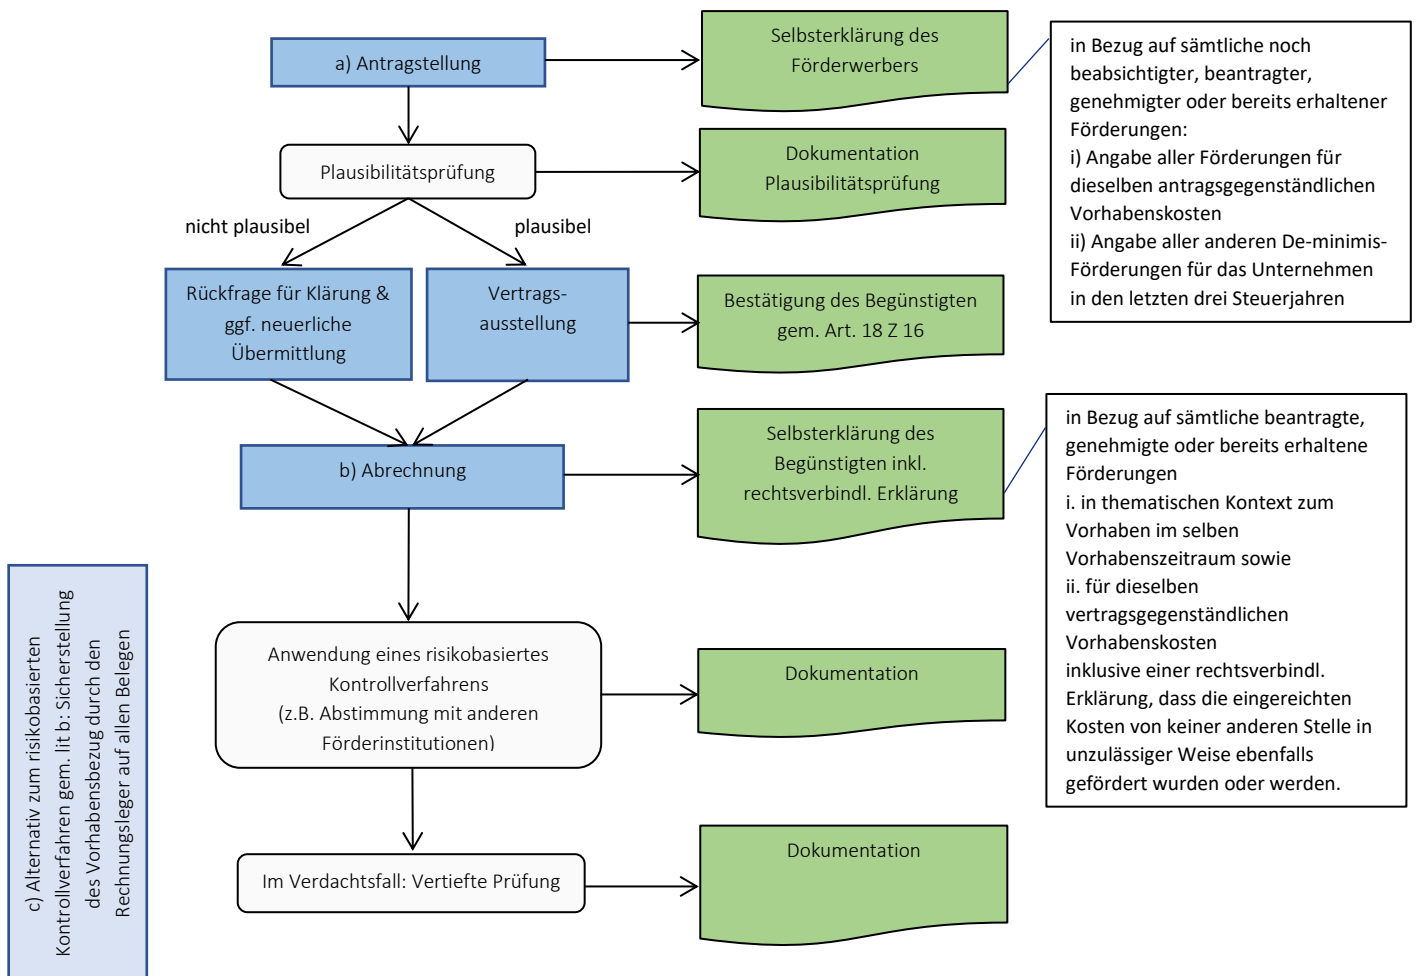 a) Antragstellung
Selbsterklärung des
Förderwerbers
in Bezug auf sämtliche noch
beabsichtigter, beantragter,
genehmigter oder bereits erhaltener
Förderungen:
i) Angabe aller Förderungen für
dieselben antragsgegenständlichen
Vorhabenskosten
ii) Angabe aller anderen De-minimis-
Förderungen für das Unternehmen
in den letzten drei Steuerjahren
Plausibilitätsprüfung
Dokumentation
Plausibilitätsprüfung
nicht plausibel
plausibel
Rückfrage für Klärung &
ggf. neuerliche
Übermittlung
Vertrags-
ausstellung
Bestätigung des Begünstigten
gem. Art. 18 Z 16
b) Abrechnung
Selbsterklärung des
Begünstigten inkl.
rechtsverbindl. Erklärung
in Bezug auf sämtliche beantragte,
genehmigte oder bereits erhaltene
Förderungen
i. in thematischen Kontext zum
Vorhaben im selben
Vorhabenszeitraum sowie
ii. für dieselben
vertragsgegenständlichen
Vorhabenskosten
inklusive einer rechtsverbindl.
Erklärung, dass die eingereichten
Kosten von keiner anderen Stelle in
unzulässiger Weise ebenfalls
gefördert wurden oder werden.
c) Alternativ zum risikobasierten
Kontrollverfahren gem. lit b: Sicherstellung
des Vorhabensbezug durch den
Rechnungsleger auf allen Belegen
Anwendung eines risikobasiertes
Kontrollverfahrens
(z.B. Abstimmung mit anderen
Förderinstitutionen)
Dokumentation
Im Verdachtsfall: Vertiefte Prüfung
Dokumentation